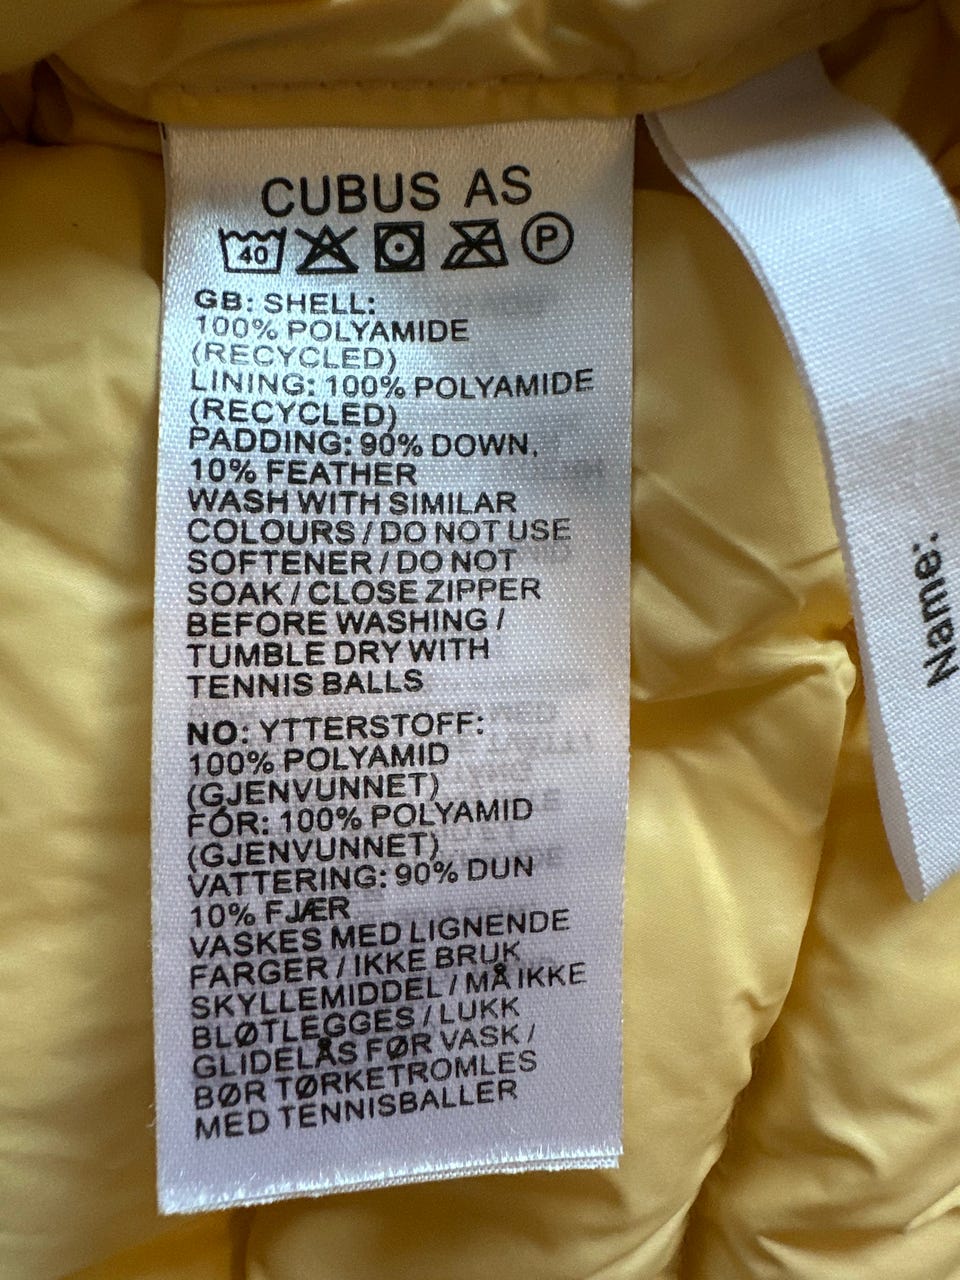 CUBUS AS
40 P
GB: SHELL:
100% POLYAMIDE
(RECYCLED)
LINING: 100% POLYAMIDE
(RECYCLED)
PADDING: 90% DOWN,
10% FEATHER
WASH WITH SIMILAR
COLOURS / DO NOT USE
SOFTENER / DO NOT
SOAK / CLOSE ZIPPER
BEFORE WASHING /
TUMBLE DRY WITH
TENNIS BALLS
NO: YTTERSTOFF:
100% POLYAMID
(GJENVUNNET)
FÓR: 100% POLYAMID
(GJENVUNNET)
VATTERING: 90% DUN
10% FJÆR
VASKES MED LIGNENDE
FARGER / IKKE BRUK
SKYLLEMIDDEL / MÅ IKKE
BLØTLEGGES / LUKK
GLIDELÅS FØR VASK /
BØR TØRKETROMLES
MED TENNISBALLER
Name: